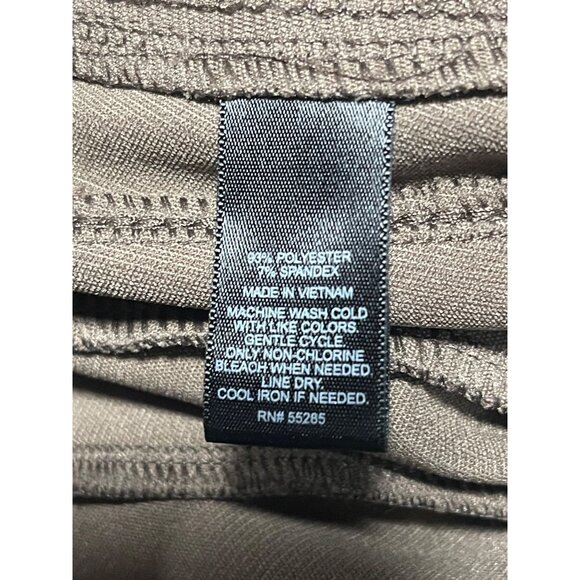 93% POLYESTER
7% SPANDEX
MADE IN VIETNAM
MACHINE WASH COLD
WITH LIKE COLORS.
GENTLE CYCLE
ONLY NON-CHLORINE
BLEACH WHEN NEEDED.
LINE DRY.
COOL IRON IF NEEDED.
RN# 55285